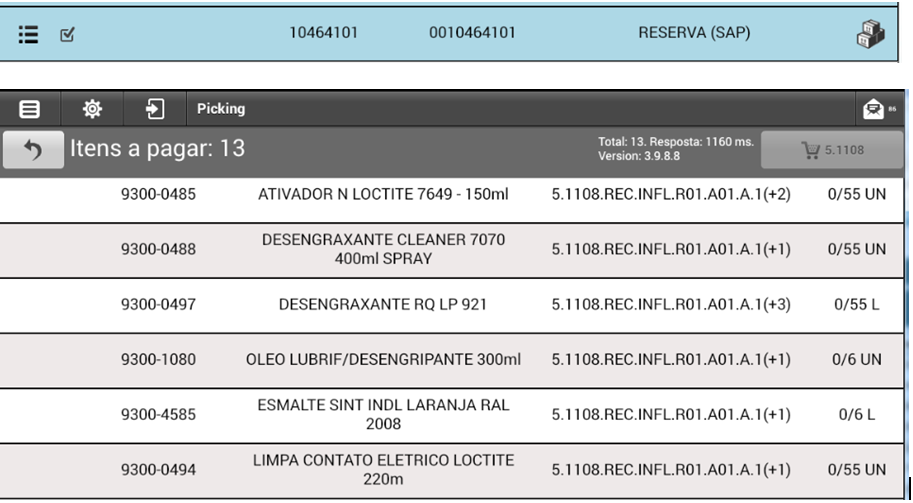 10464101 0010464101 RESERVA (SAP)
Picking 86
Itens a pagar: 13 Total: 13. Resposta: 1160 ms. 5.1108
Version: 3.9.8.8
9300-0485 ATIVADOR N LOCTITE 7649 - 150ml 5.1108.REC.INFL.R01.A01.A.1(+2) 0/55 UN
9300-0488 DESENGRAXANTE CLEANER 7070 5.1108.REC.INFL.R01.A01.A.1(+1) 0/55 UN
400ml SPRAY
9300-0497 DESENGRAXANTE RQ LP 921 5.1108.REC.INFL.R01.A01.A.1(+3) 0/55 L
9300-1080 OLEO LUBRIF/DESENGRIPANTE 300ml 5.1108.REC.INFL.R01.A01.A.1(+1) 0/6 UN
9300-4585 ESMALTE SINT INDL LARANJA RAL 5.1108.REC.INFL.R01.A01.A.1(+1) 0/6 L
2008
9300-0494 LIMPA CONTATO ELETRICO LOCTITE 5.1108.REC.INFL.R01.A01.A.1(+1) 0/55 UN
220m